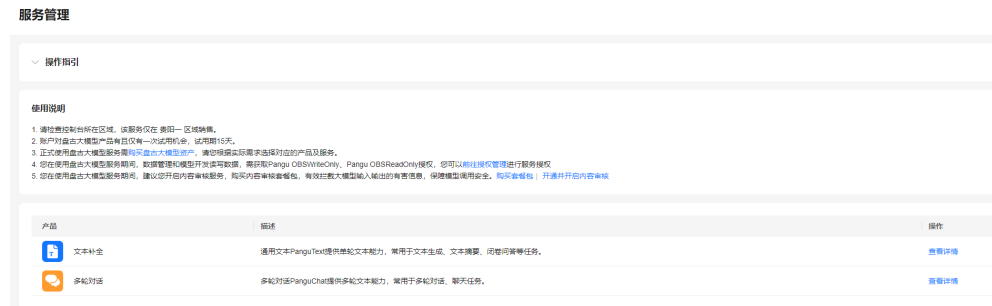 服务管理
操作指引
使用说明
1. 请检查控制台所在区域，该服务仅在 贵阳一 区域销售。
2. 账户对盘古大模型产品有且仅有一次试用机会，试用期15天。
3. 正式使用盘古大模型服务需购买盘古大模型资产，请您根据实际需求选择对应的产品及服务。
4. 您在使用盘古大模型服务期间，数据管理和模型开发读写数据，需获取Pangu OBSWriteOnly、Pangu OBSReadOnly授权，您可以前往授权管理进行服务授权
5. 您在使用盘古大模型服务期间，建议您开启内容审核服务，购买内容审核套餐包，有效拦截大模型输入输出的有害信息，保障模型调用安全。购买套餐包 | 开通并开启内容审核
产品 描述 操作
文本补全 通用文本PanguText提供单轮文本能力，常用于文本生成、文本摘要、闭卷问答等任务。 查看详情
多轮对话 多轮对话PanguChat提供多轮文本能力，常用于多轮对话、聊天任务。 查看详情